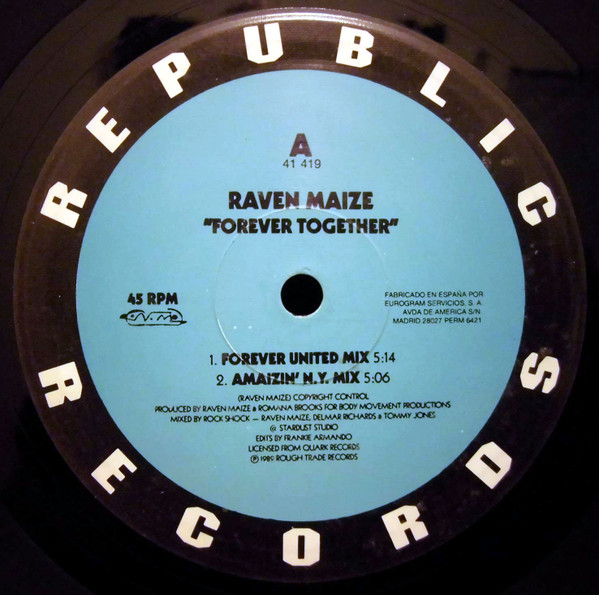 REPUBLIC
RECORDS
A
41 419
RAVEN MAIZE
"FOREVER TOGETHER"
45 RPM
FABRICADO EN ESPAÑA POR
EUROGRAM SERVICIOS, S. A.
AVDA DE AMERICA S/N
MADRID 28027 PERM 6421
1. FOREVER UNITED MIX 5:14
2. AMAIZIN' N.Y. MIX 5:06
(RAVEN MAIZE) COPYRIGHT CONTROL
PRODUCED BY RAVEN MAIZE & ROMANA BROOKS FOR BODY MOVEMENT PRODUCTIONS
MIXED BY ROCK SHOCK — RAVEN MAIZE, DELMAR RICHARDS & TOMMY JONES
@ STARDUST STUDIO
EDITS BY FRANKIE ARMANDO
LICENSED FROM QUARK RECORDS
℗ 1989 ROUGH TRADE RECORDS